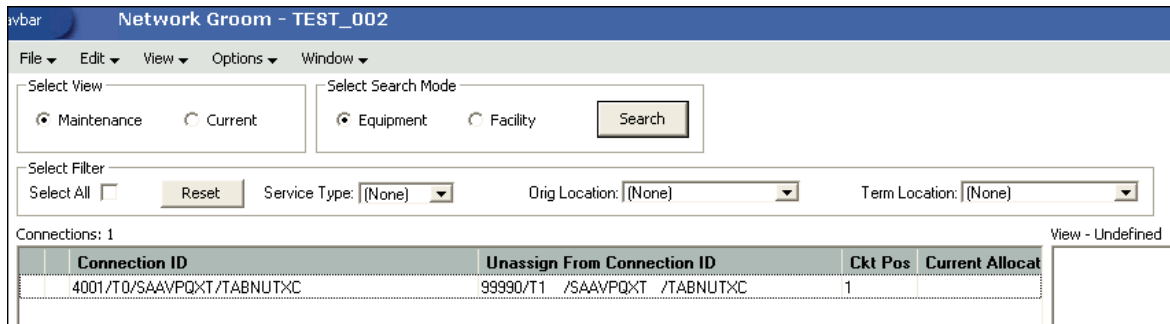 avbar Network Groom - TEST_002
File Edit View Options Window
Select View Select Search Mode
Maintenance Current Equipment Facility Search
Select Filter
Select All Reset Service Type: (None) Orig Location: (None) Term Location: (None)
Connections: 1 View - Undefined
Connection ID Unassign From Connection ID Ckt Pos Current Allocat
4001/T0/SAAVPQXT/TABNUTXC 99990/T1 /SAAVPQXT /TABNUTXC 1